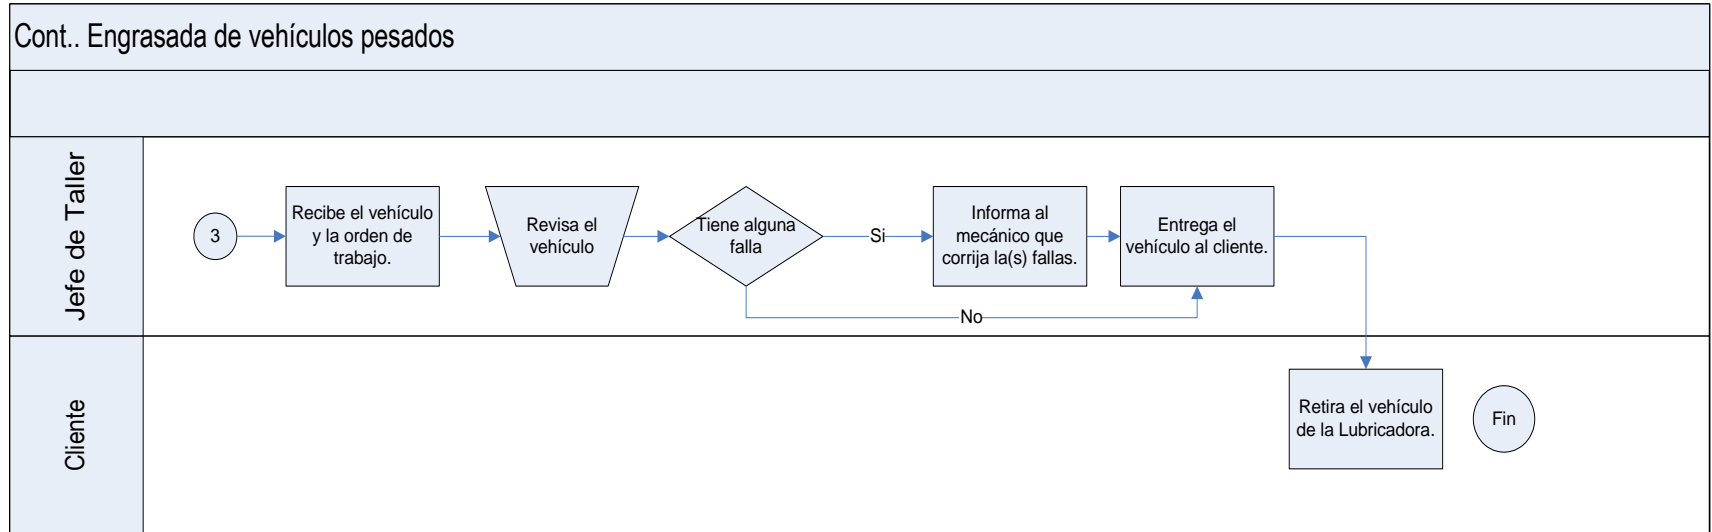 Cont.. Engrasada de vehículos pesados
Jefe de Taller
3
Recibe el vehículo
y la orden de
trabajo.
Revisa el
vehículo
Tiene alguna
falla
Si
Informa al
mecánico que
corrija la(s) fallas.
Entrega el
vehículo al cliente.
No
Cliente
Retira el vehículo
de la Lubricadora.
Fin